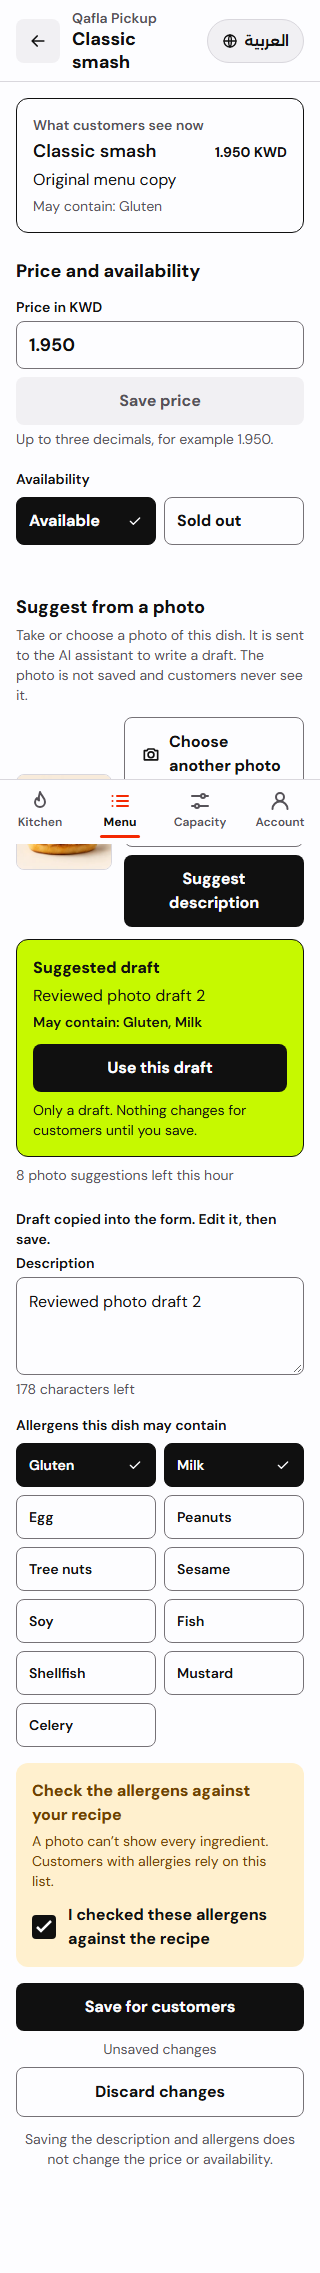 Qafla Pickup
Classic
smash
العربية
What customers see now
Classic smash
1.950 KWD
Original menu copy
May contain: Gluten
Price and availability
Price in KWD
1.950
Save price
Up to three decimals, for example 1.950.
Availability
Available
Sold out
Suggest from a photo
Take or choose a photo of this dish. It is sent
to the AI assistant to write a draft. The
photo is not saved and customers never see
it.
Choose
another photo
Kitchen
Menu
Capacity
Account
Suggest
description
Suggested draft
Reviewed photo draft 2
May contain: Gluten, Milk
Use this draft
Only a draft. Nothing changes for
customers until you save.
8 photo suggestions left this hour
Draft copied into the form. Edit it, then
save.
Description
Reviewed photo draft 2
178 characters left
Allergens this dish may contain
Gluten
Milk
Egg
Peanuts
Tree nuts
Sesame
Soy
Fish
Shellfish
Mustard
Celery
Check the allergens against
your recipe
A photo can't show every ingredient.
Customers with allergies rely on this
list.
I checked these allergens
against the recipe
Save for customers
Unsaved changes
Discard changes
Saving the description and allergens does
not change the price or availability.